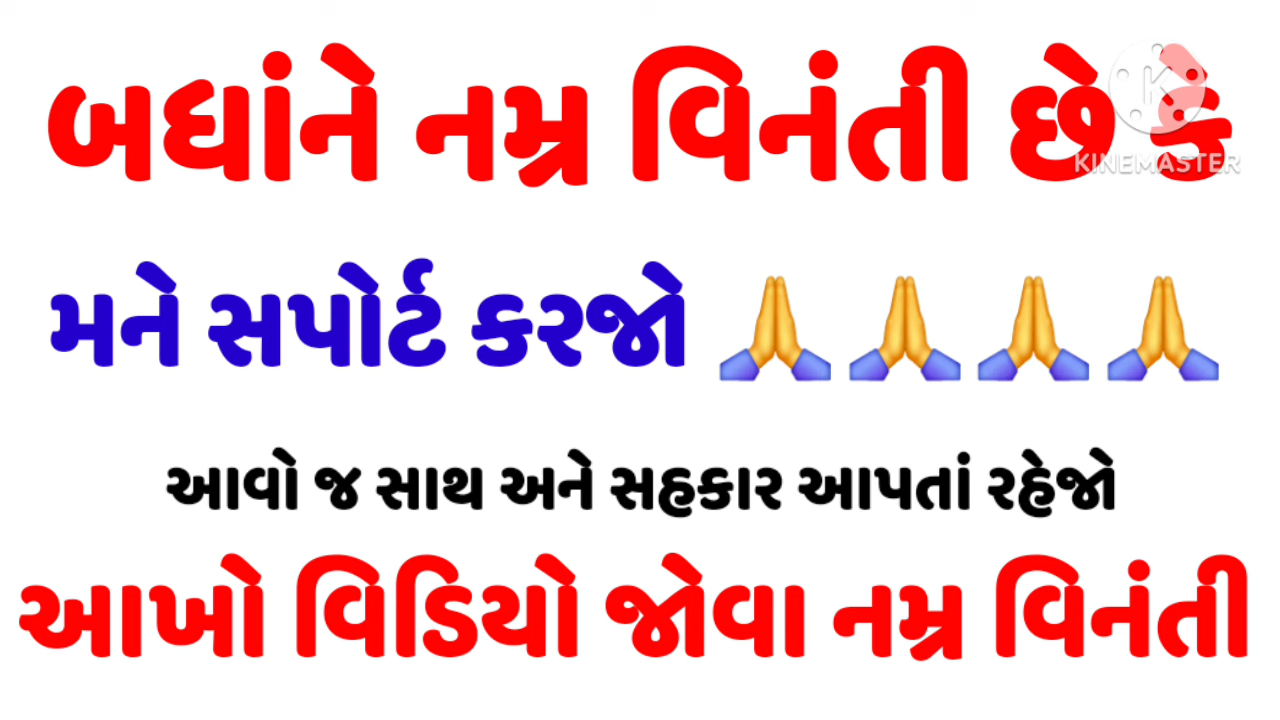 બધાંને નમ્ર વિનંતી છે કે
મને સપોર્ટ કરજો 🙏🙏🙏🙏
આવો જ સાથ અને સહકાર આપતાં રહેજો
આખો વિડિયો જોવા નમ્ર વિનંતી
K
KINEMASTER